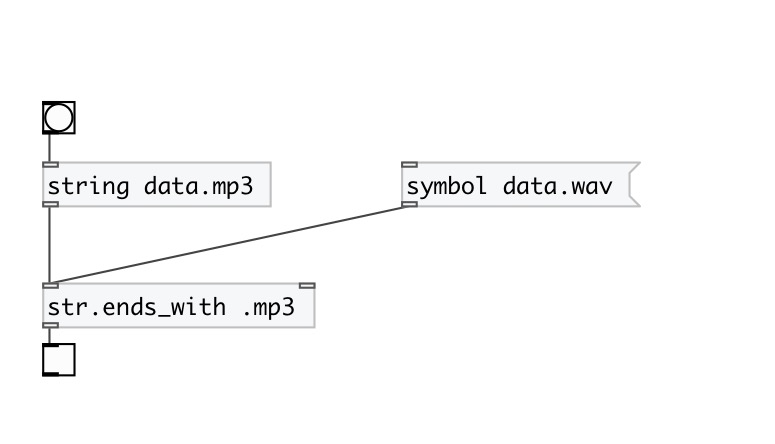 string data.mp3
symbol data.wav
str.ends_with .mp3